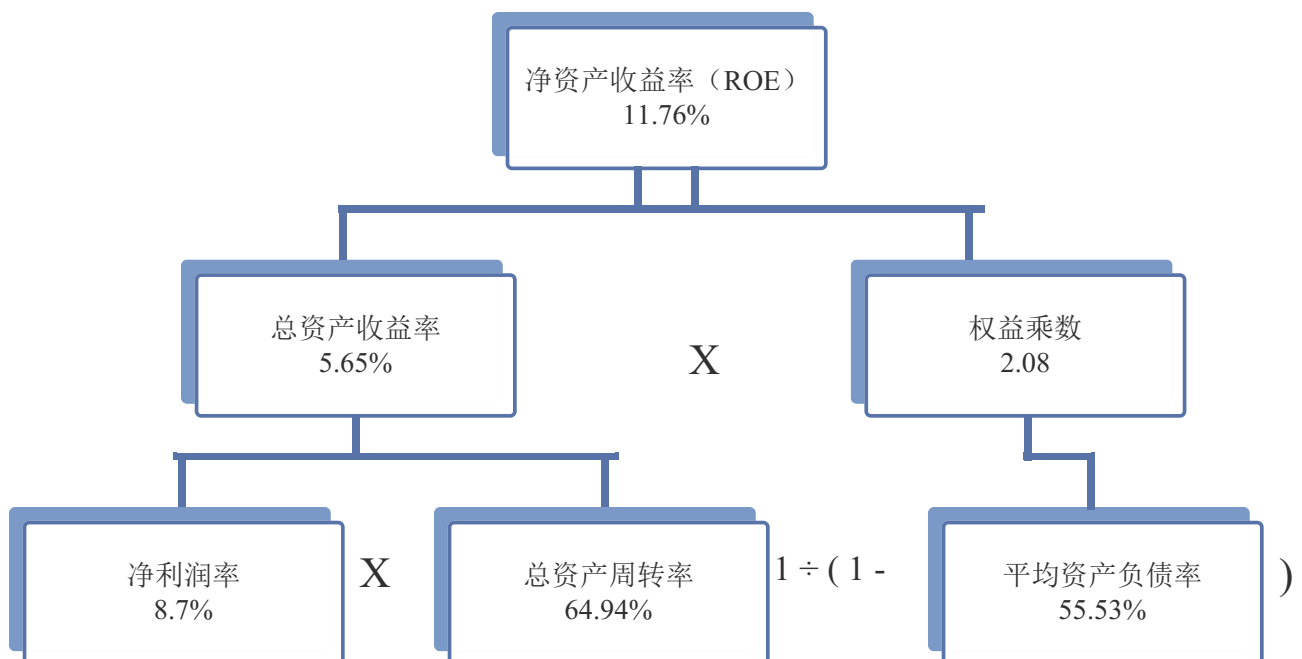 净资产收益率（ROE）
11.76%
总资产收益率
5.65%
X
权益乘数
2.08
净利润率
8.7%
X
总资产周转率
64.94%
1 ÷ ( 1 -
平均资产负债率
55.53%
)